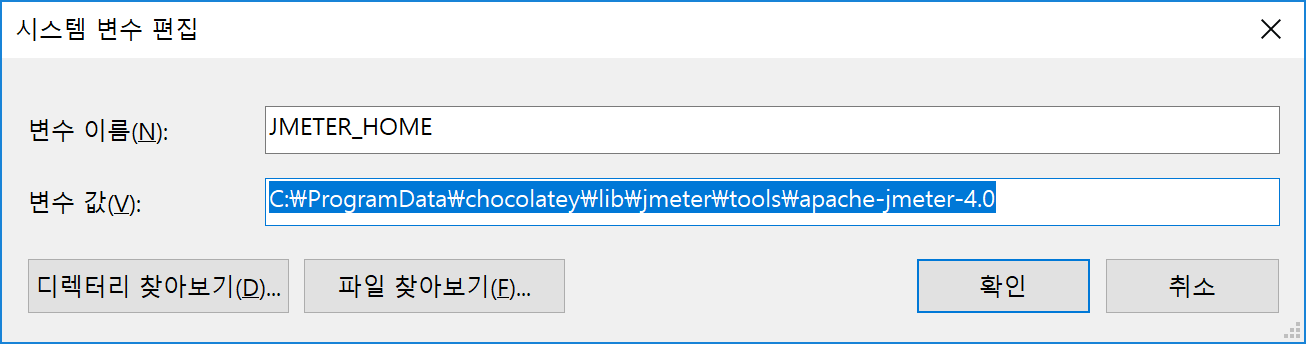 시스템 변수 편집
변수 이름(N): JMETER_HOME
변수 값(V): C:₩ProgramData₩chocolatey₩lib₩jmeter₩tools₩apache-jmeter-4.0
디렉터리 찾아보기(D)... 파일 찾아보기(F)... 확인 취소